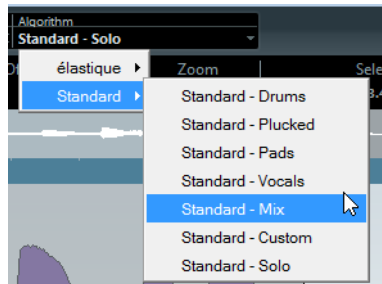 Algorithm
Standard - Solo
élastique
Zoom
Sele
Standard
Standard - Drums
Standard - Plucked
Standard - Pads
Standard - Vocals
Standard - Mix
Standard - Custom
Standard - Solo